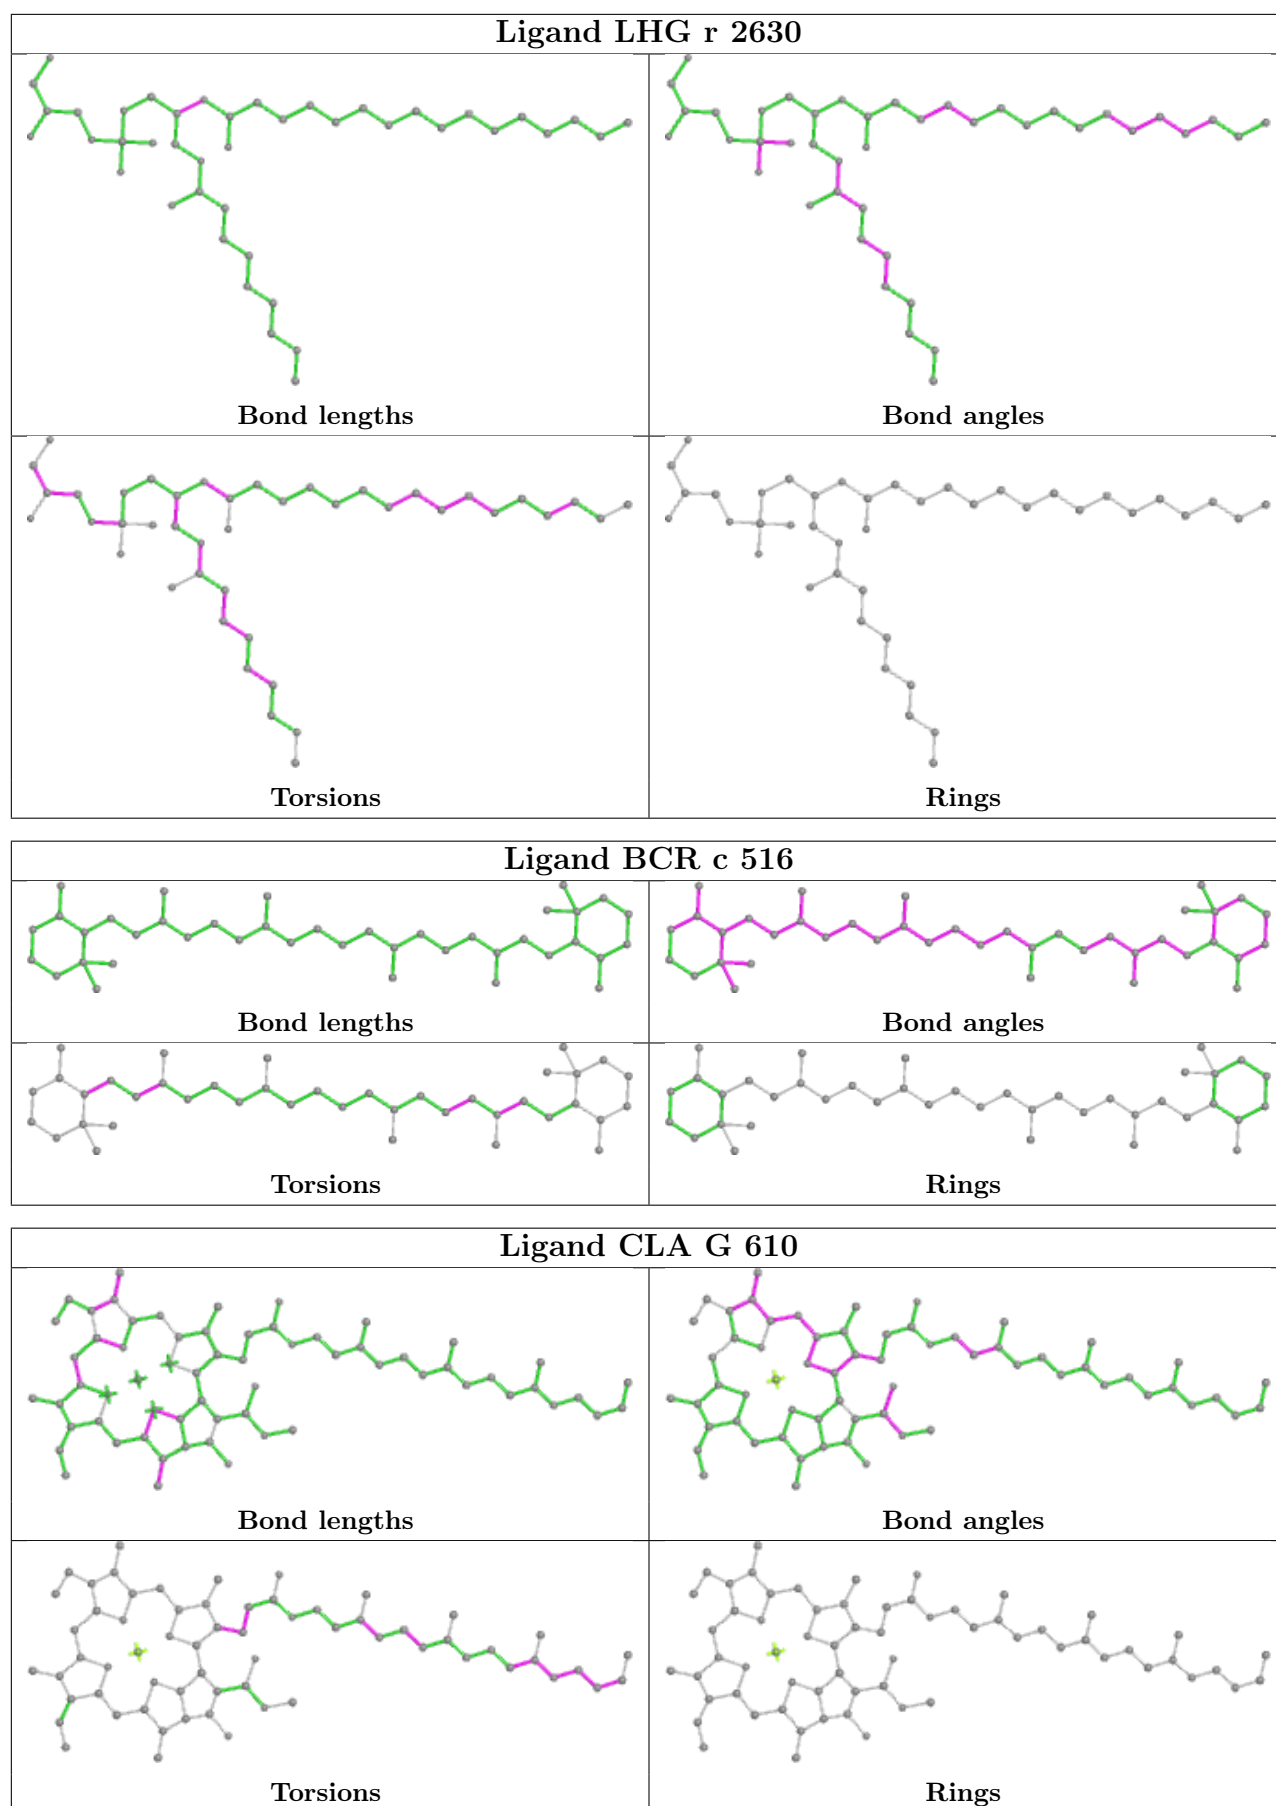 Ligand LHG r 2630
Bond lengths
Bond angles
Torsions
Rings
Ligand BCR c 516
Bond lengths
Bond angles
Torsions
Rings
Ligand CLA G 610
Bond lengths
Bond angles
Torsions
Rings